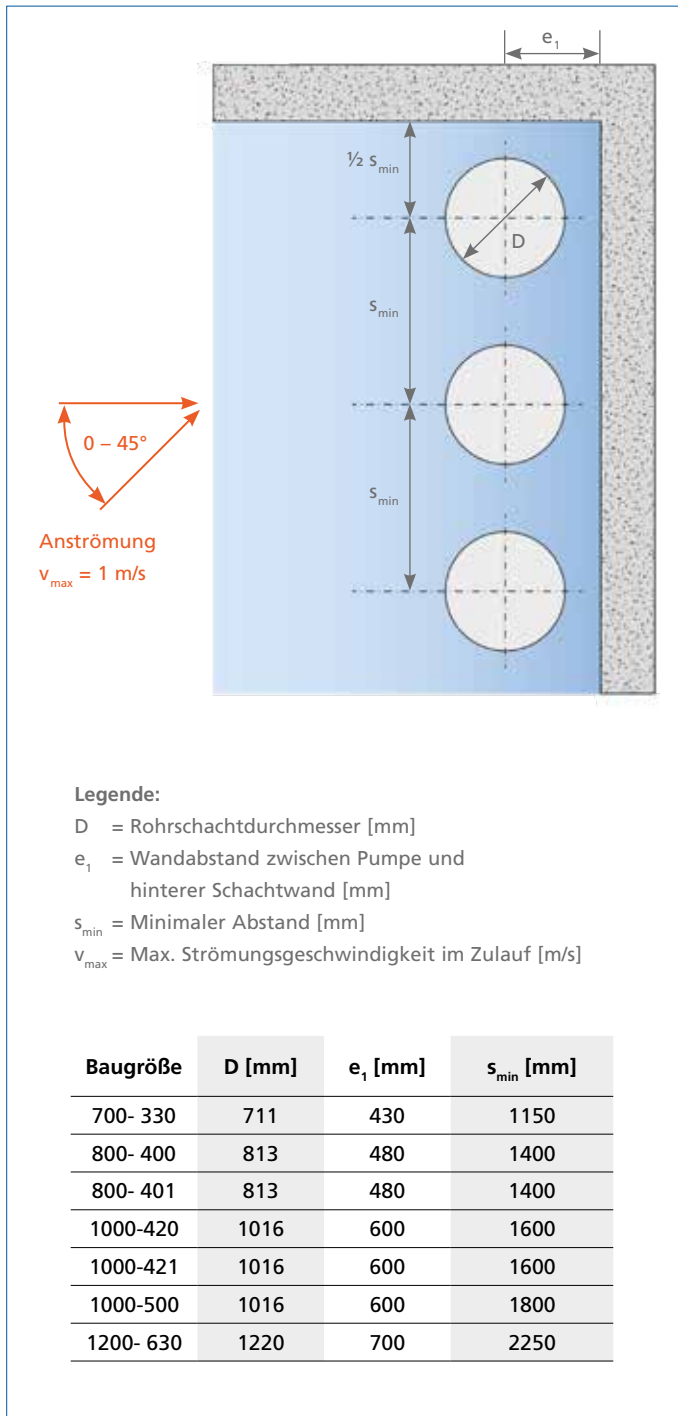 e₁
½ sₘᵢₙ
D
sₘᵢₙ
0 – 45°
sₘᵢₙ
Anströmung
vₘₐₓ = 1 m/s
Legende:
D = Rohrschachtdurchmesser [mm]
e₁ = Wandabstand zwischen Pumpe und
hinterer Schachtwand [mm]
sₘᵢₙ = Minimaler Abstand [mm]
vₘₐₓ = Max. Strömungsgeschwindigkeit im Zulauf [m/s]
Baugröße D [mm] e₁ [mm] sₘᵢₙ [mm]
700- 330 711 430 1150
800- 400 813 480 1400
800- 401 813 480 1400
1000-420 1016 600 1600
1000-421 1016 600 1600
1000-500 1016 600 1800
1200- 630 1220 700 2250